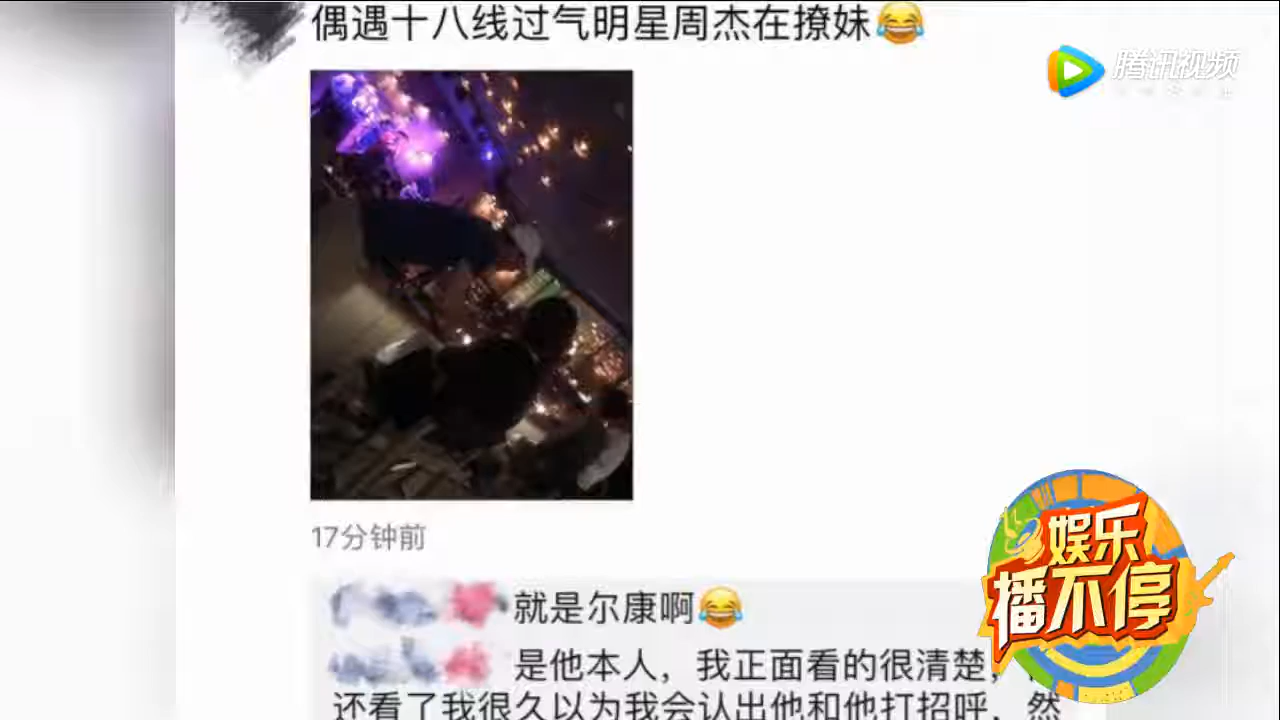 偶遇十八线过气明星周杰在撩妹😂
腾讯视频
17分钟前
就是尔康啊😂
是他本人，我正面看的很清楚，
还看了我很久以为我会认出他和他打招呼，然
娱乐
播不停